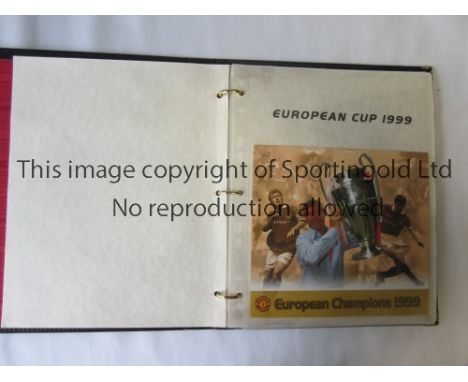 EUROPEAN CUP 1999
This image copyright of Sportingold Ltd
No reproduction allowed
European Champions 1999